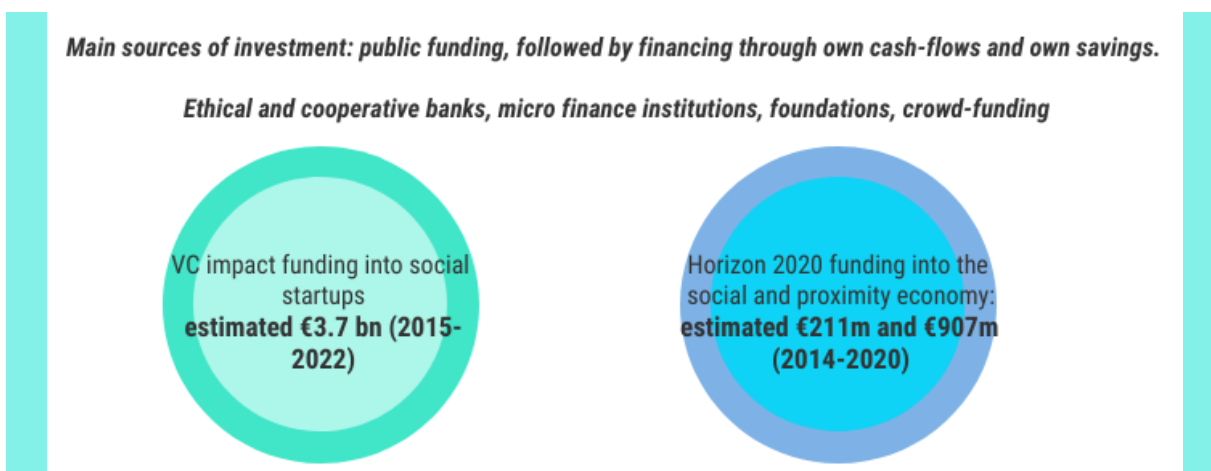 Main sources of investment: public funding, followed by financing through own cash-flows and own savings.
Ethical and cooperative banks, micro finance institutions, foundations, crowd-funding
VC impact funding into social
startups
estimated €3.7 bn (2015-
2022)
Horizon 2020 funding into the
social and proximity economy:
estimated €211m and €907m
(2014-2020)